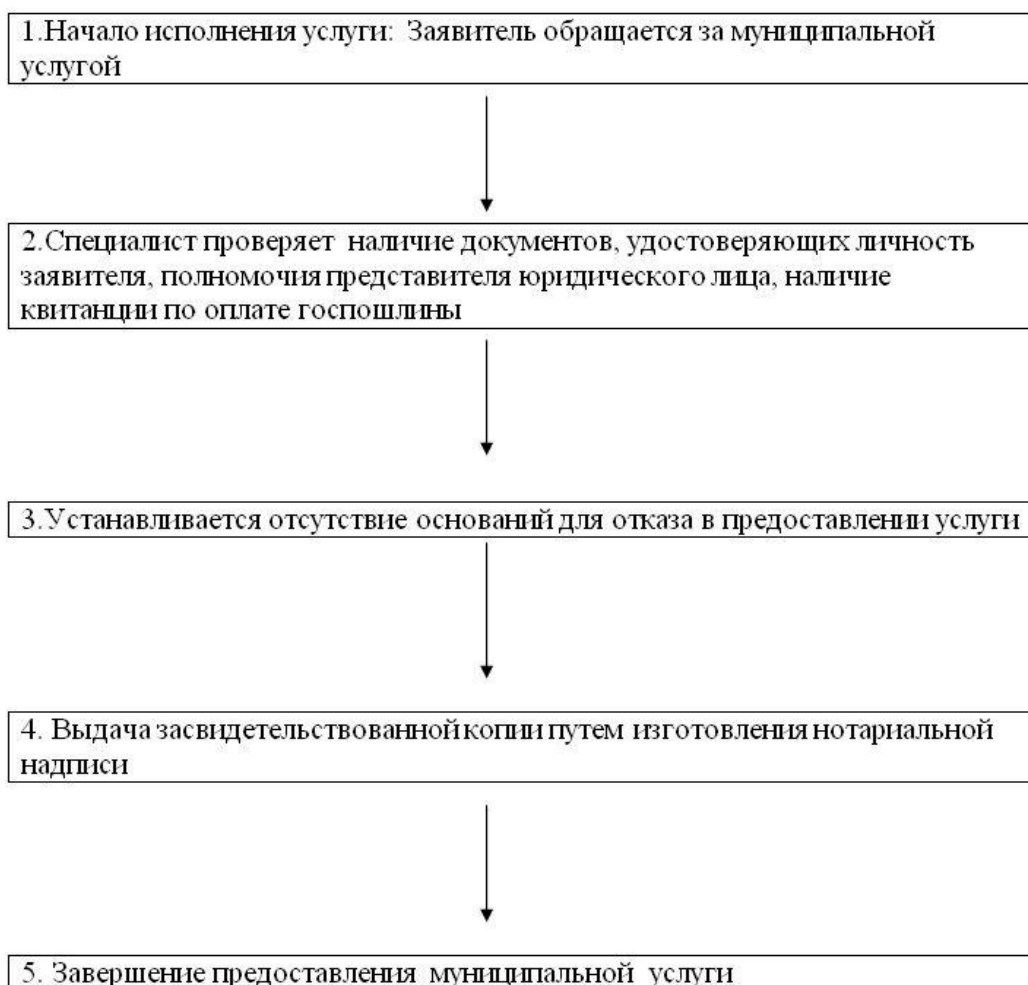 1.Начало исполнения услуги:  Заявитель обращается за муниципальной
услугой
2.Специалист проверяет  наличие документов, удостоверяющих личность
заявителя, полномочия представителя юридического лица, наличие
квитанции по оплате госпошлины
3.Устанавливается отсутствие оснований для отказа в предоставлении услуги
4. Выдача засвидетельствованной копии путем изготовления нотариальной
надписи
5. Завершение предоставления  муниципальной  услуги